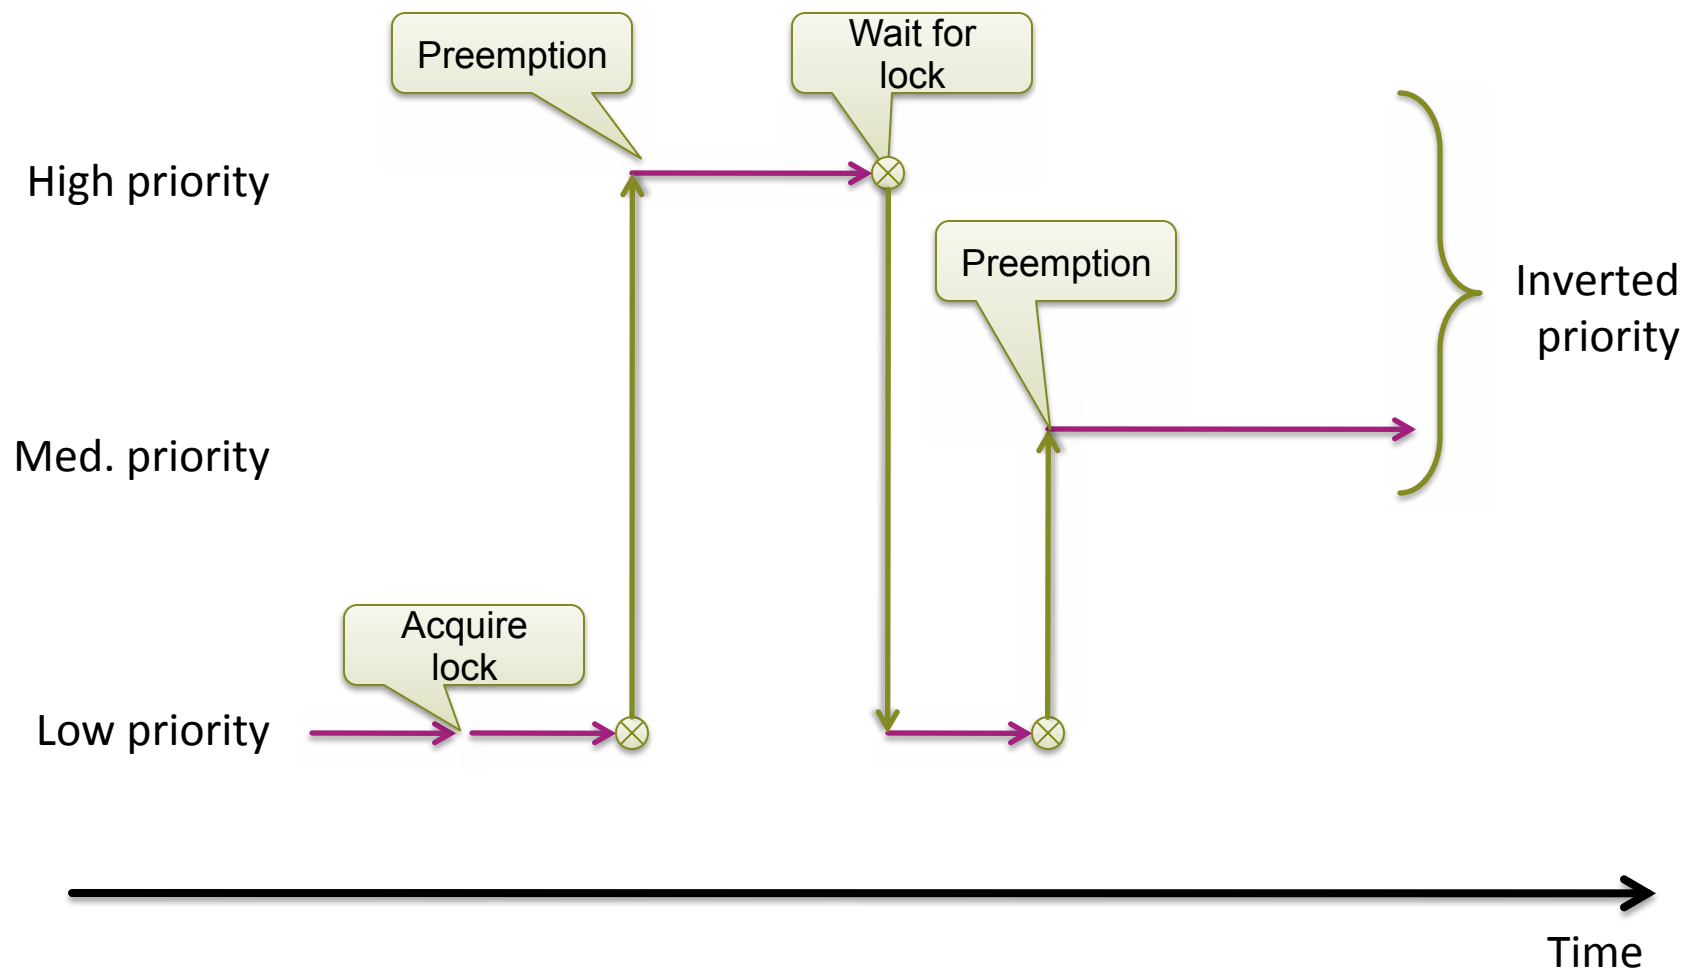 Preemption
Wait for
lock
High priority
Preemption
Inverted
priority
Med. priority
Acquire
lock
Low priority
Time